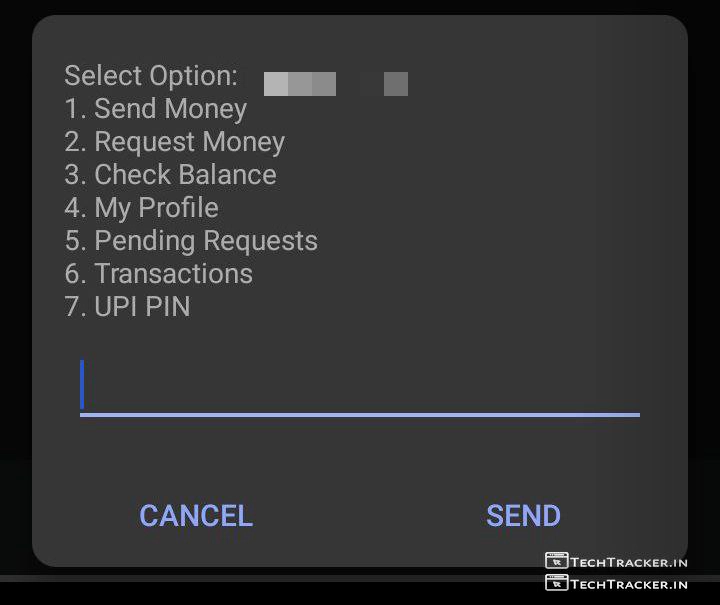 Select Option:
1. Send Money
2. Request Money
3. Check Balance
4. My Profile
5. Pending Requests
6. Transactions
7. UPI PIN
CANCEL SEND
TECHTRACKER.IN
TECHTRACKER.IN